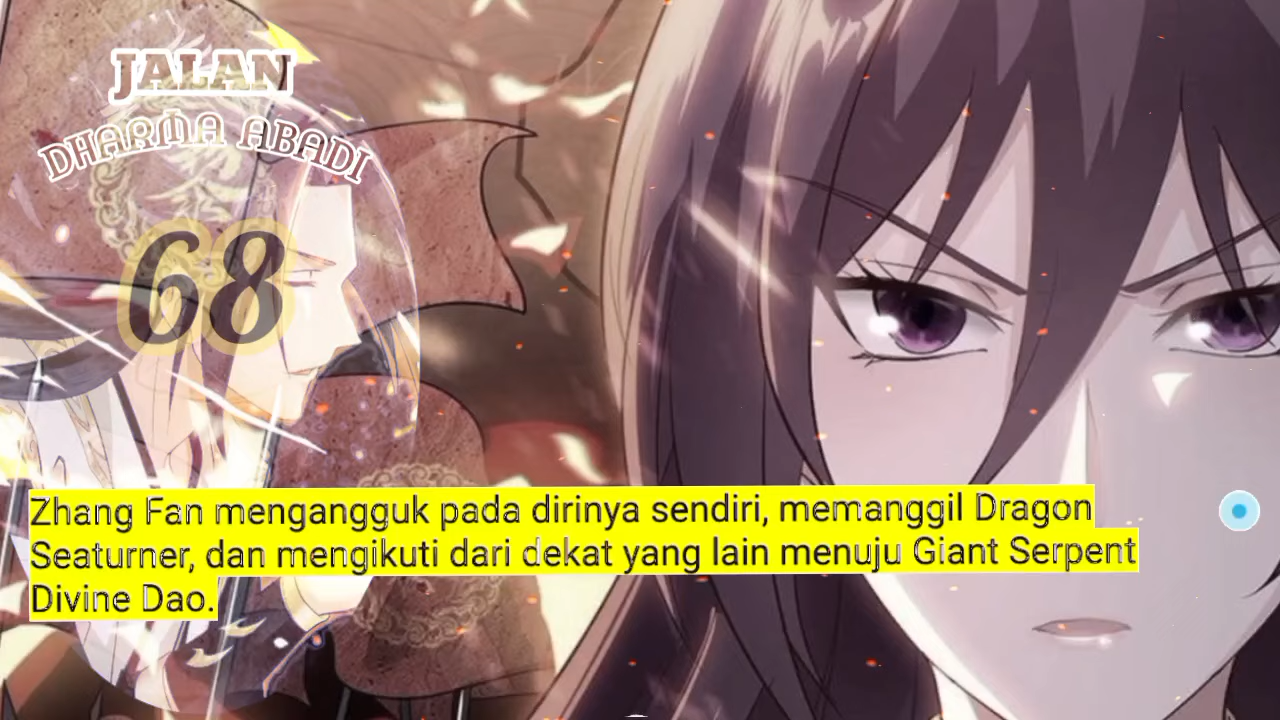 JALAN
DHARMA ABADI
68
Zhang Fan mengangguk pada dirinya sendiri, memanggil Dragon
Seaturner, dan mengikuti dari dekat yang lain menuju Giant Serpent
Divine Dao.